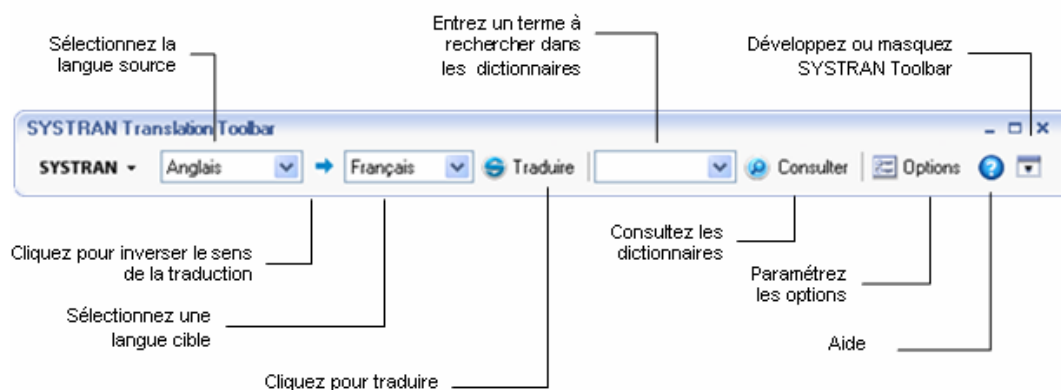 Sélectionnez la
langue source
Entrez un terme à
rechercher dans
les dictionnaires
Développez ou masquez
SYSTRAN Toolbar
SYSTRAN Translation Toolbar
SYSTRAN Anglais Français Traduire Consulter Options
Cliquez pour inverser le sens
de la traduction
Consultez les
dictionnaires
Paramétrez
les options
Sélectionnez une
langue cible
Aide
Cliquez pour traduire